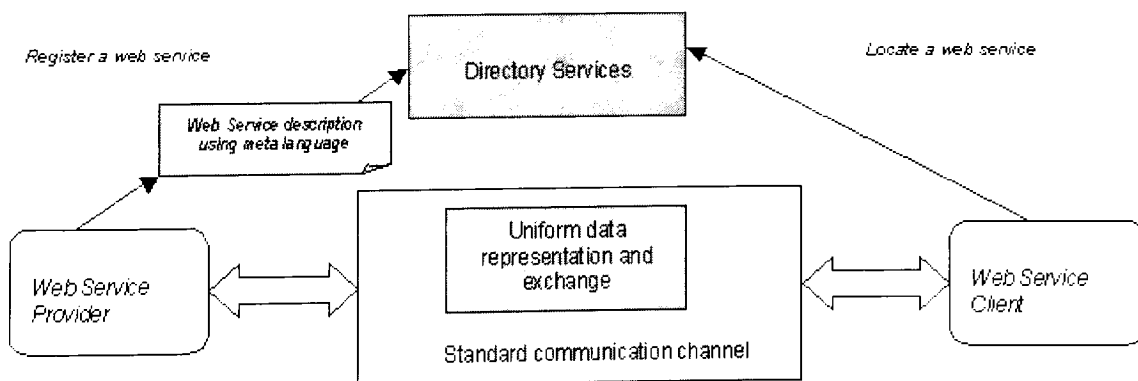 Register a web service
Locate a web service
Directory Services
Web Service description
using meta language
Uniform data
representation and
exchange
Web Service
Provider
Web Service
Client
Standard communication channel